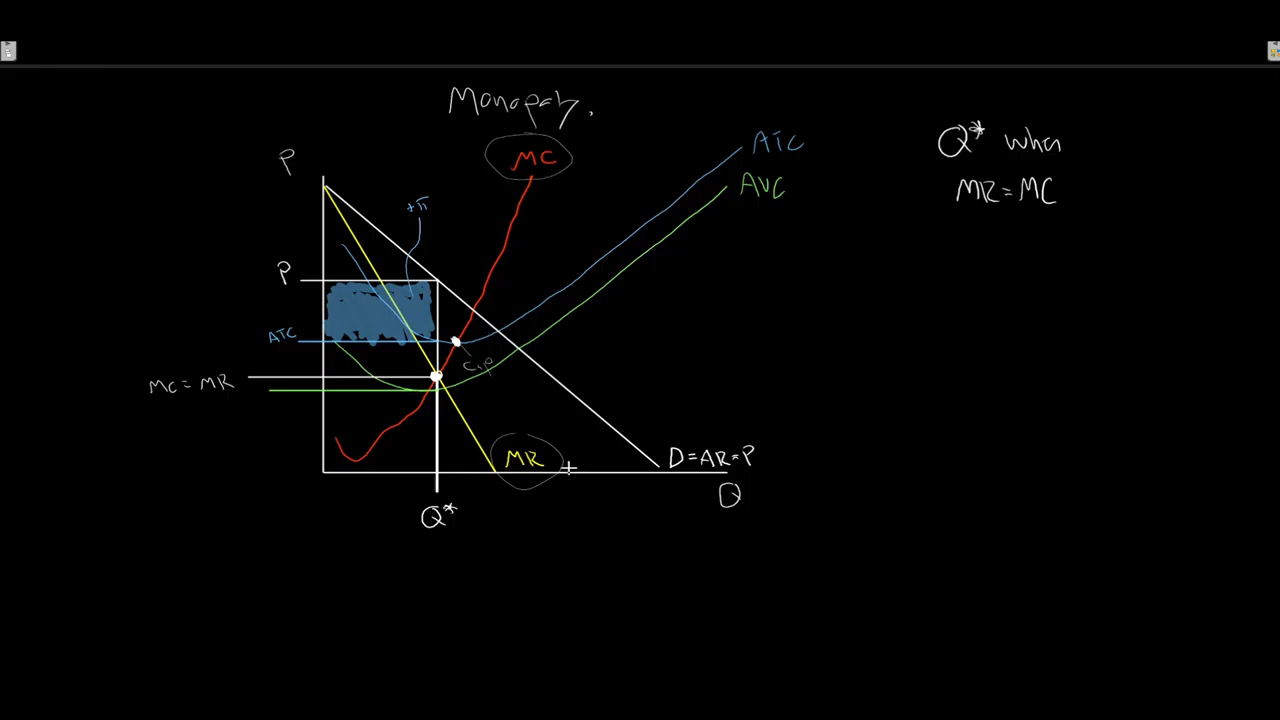 Monopoly.
MC
ATC
AVC
Q* when
MR = MC
P
+π
P
ATC
MC = MR
MR
D = AR = P
Q
Q*